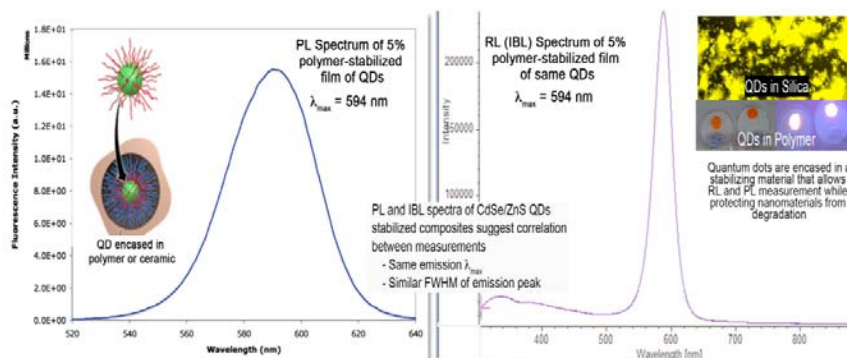 Millions
1.8E+01
1.6E+01
1.4E+01
1.2E+01
1.0E+01
8.0E+00
6.0E+00
4.0E+00
2.0E+00
0.0E+00
Fluorescence Intensity (a.u.)
520
540
560
580
600
620
640
Wavelength (nm)
PL Spectrum of 5%
polymer-stabilized
film of QDs
λmax = 594 nm
QD encased in
polymer or ceramic
PL and IBL spectra of CdSe/ZnS QDs
stabilized composites suggest correlation
between measurements
- Same emission λmax
- Similar FWHM of emission peak
RL (IBL) Spectrum of 5%
polymer-stabilized film
of same QDs
λmax = 594 nm
200000
150000
100000
Intensity
400
500
600
700
800
Wavelength [nm]
QDs in Silica
QDs in Polymer
Quantum dots are encased in a
stabilizing material that allows
RL and PL measurement while
protecting nanomaterials from
degradation